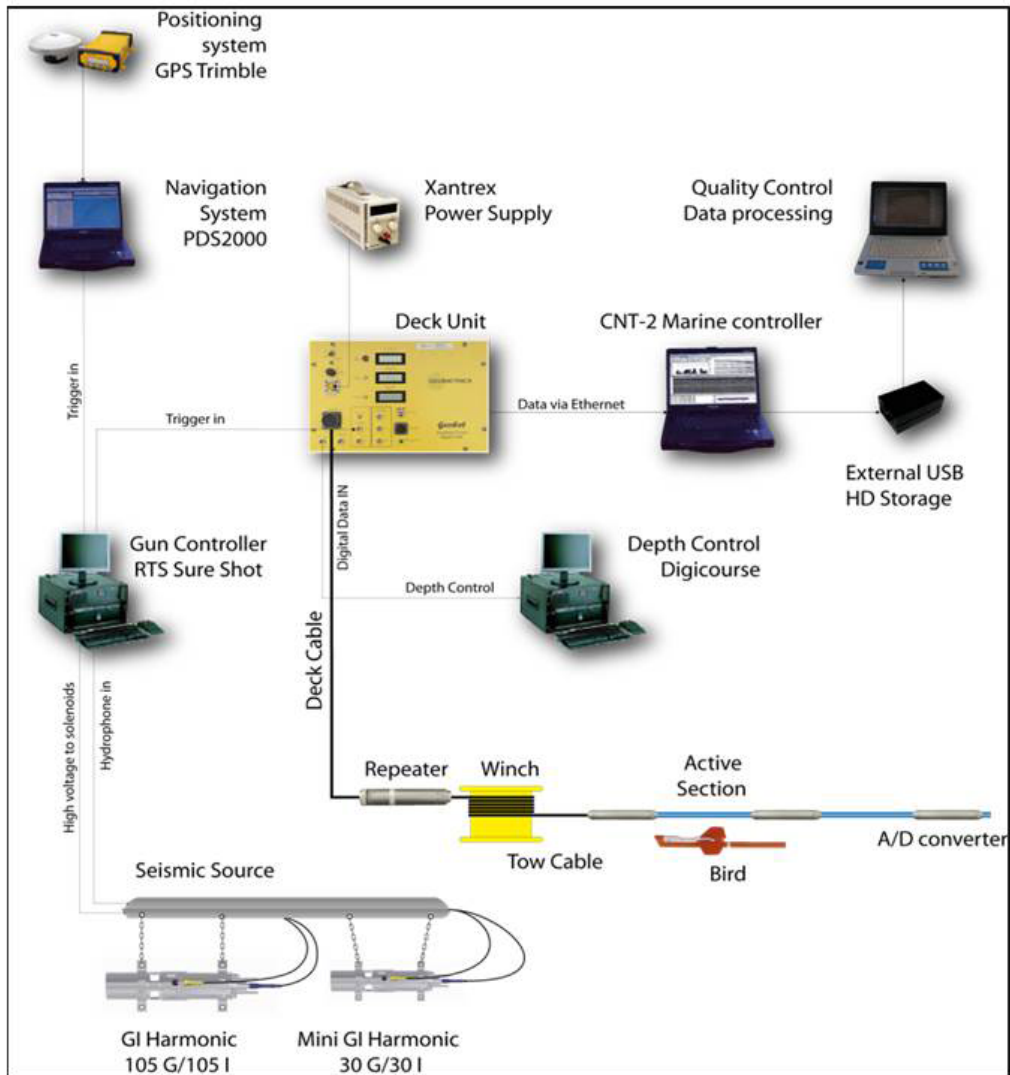 Positioning
system
GPS Trimble
Navigation
System
PDS2000
Xantrex
Power Supply
Quality Control
Data processing
Deck Unit
CNT-2 Marine controller
Trigger in
Trigger in
Data via Ethernet
External USB
HD Storage
Digital Data IN
Gun Controller
RTS Sure Shot
Depth Control
Digicourse
Depth Control
Deck Cable
High voltage to solenoids
Hydrophone in
Repeater
Winch
Active
Section
Tow Cable
Bird
A/D converter
Seismic Source
GI Harmonic
105 G/105 I
Mini GI Harmonic
30 G/30 I